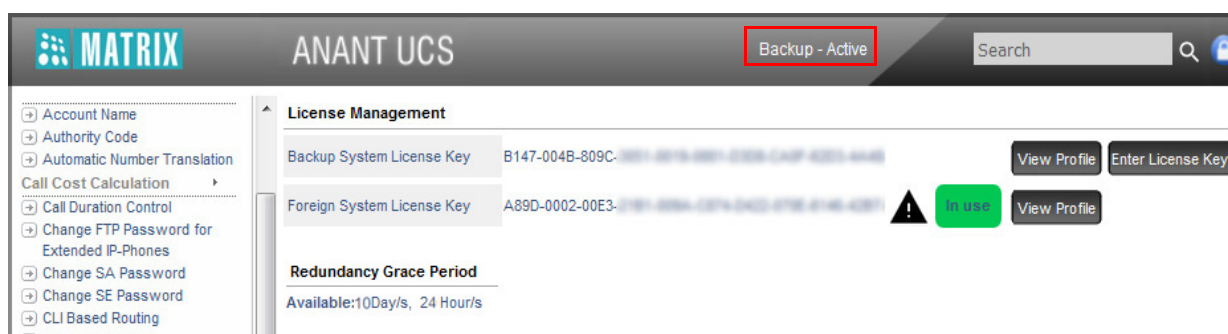 MATRIX
ANANT UCS
Backup - Active
Search
Account Name
Authority Code
Automatic Number Translation
Call Cost Calculation
Call Duration Control
Change FTP Password for
Extended IP-Phones
Change SA Password
Change SE Password
CLI Based Routing
License Management
Backup System License Key B147-004B-809C- View Profile Enter License Key
Foreign System License Key A89D-0002-00E3- In use View Profile
Redundancy Grace Period
Available:10Day/s, 24 Hour/s